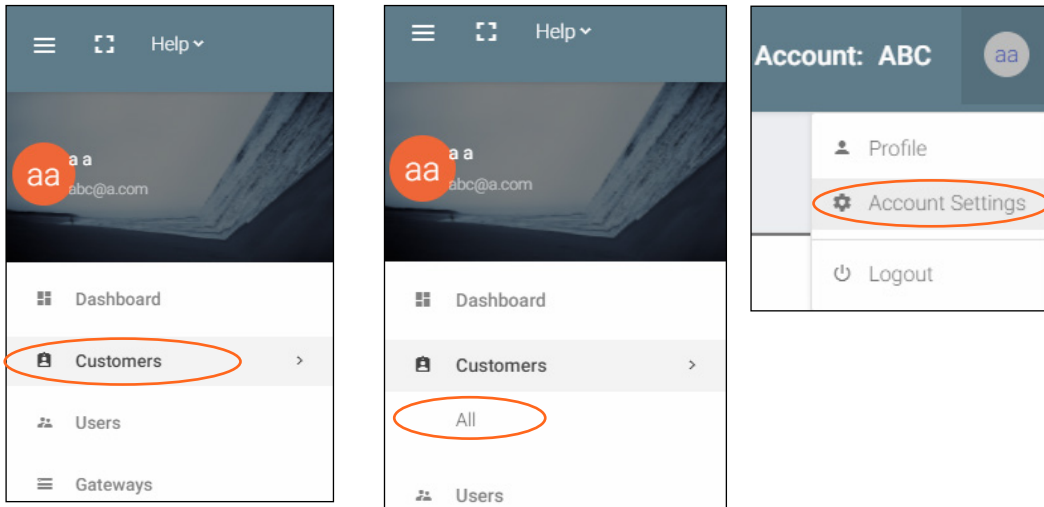 Help
aa
a a
abc@a.com
Dashboard
Customers
Users
Gateways
Help
aa
a a
abc@a.com
Dashboard
Customers
All
Users
Account: ABC
aa
Profile
Account Settings
Logout